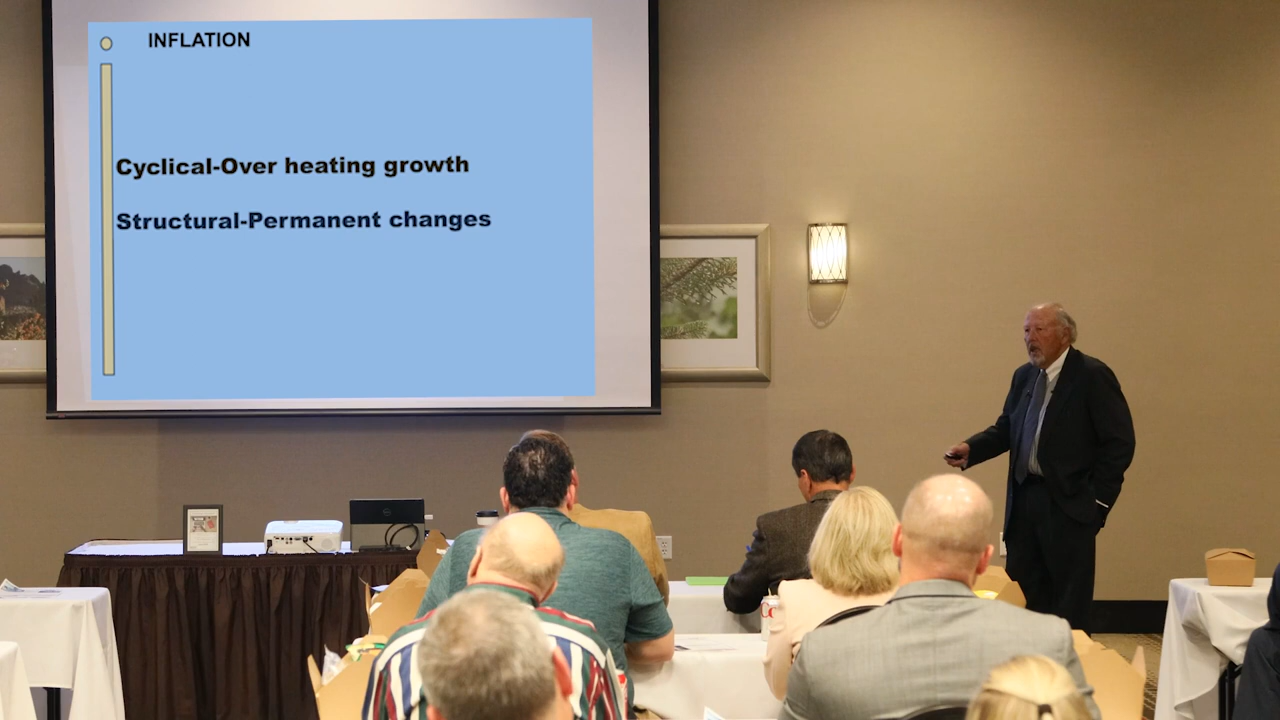 INFLATION
Cyclical-Over heating growth
Structural-Permanent changes